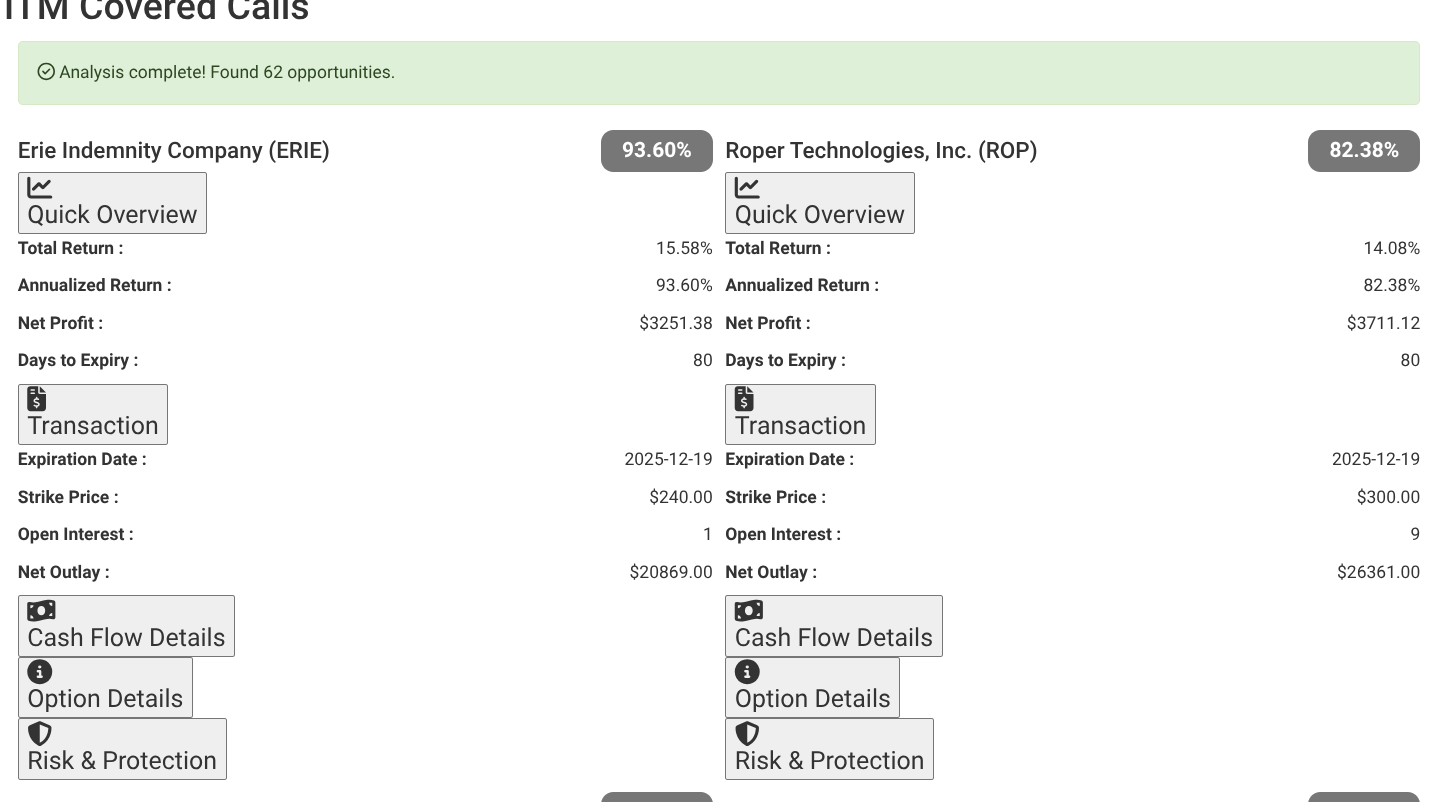 ITM Covered Calls
Analysis complete! Found 62 opportunities.
Erie Indemnity Company (ERIE)
93.60%
Quick Overview
Total Return :
15.58%
Annualized Return :
93.60%
Net Profit :
$3251.38
Days to Expiry :
80
Transaction
Expiration Date :
2025-12-19
Strike Price :
$240.00
Open Interest :
1
Net Outlay :
$20869.00
Cash Flow Details
Option Details
Risk & Protection
Roper Technologies, Inc. (ROP)
82.38%
Quick Overview
Total Return :
14.08%
Annualized Return :
82.38%
Net Profit :
$3711.12
Days to Expiry :
80
Transaction
Expiration Date :
2025-12-19
Strike Price :
$300.00
Open Interest :
9
Net Outlay :
$26361.00
Cash Flow Details
Option Details
Risk & Protection